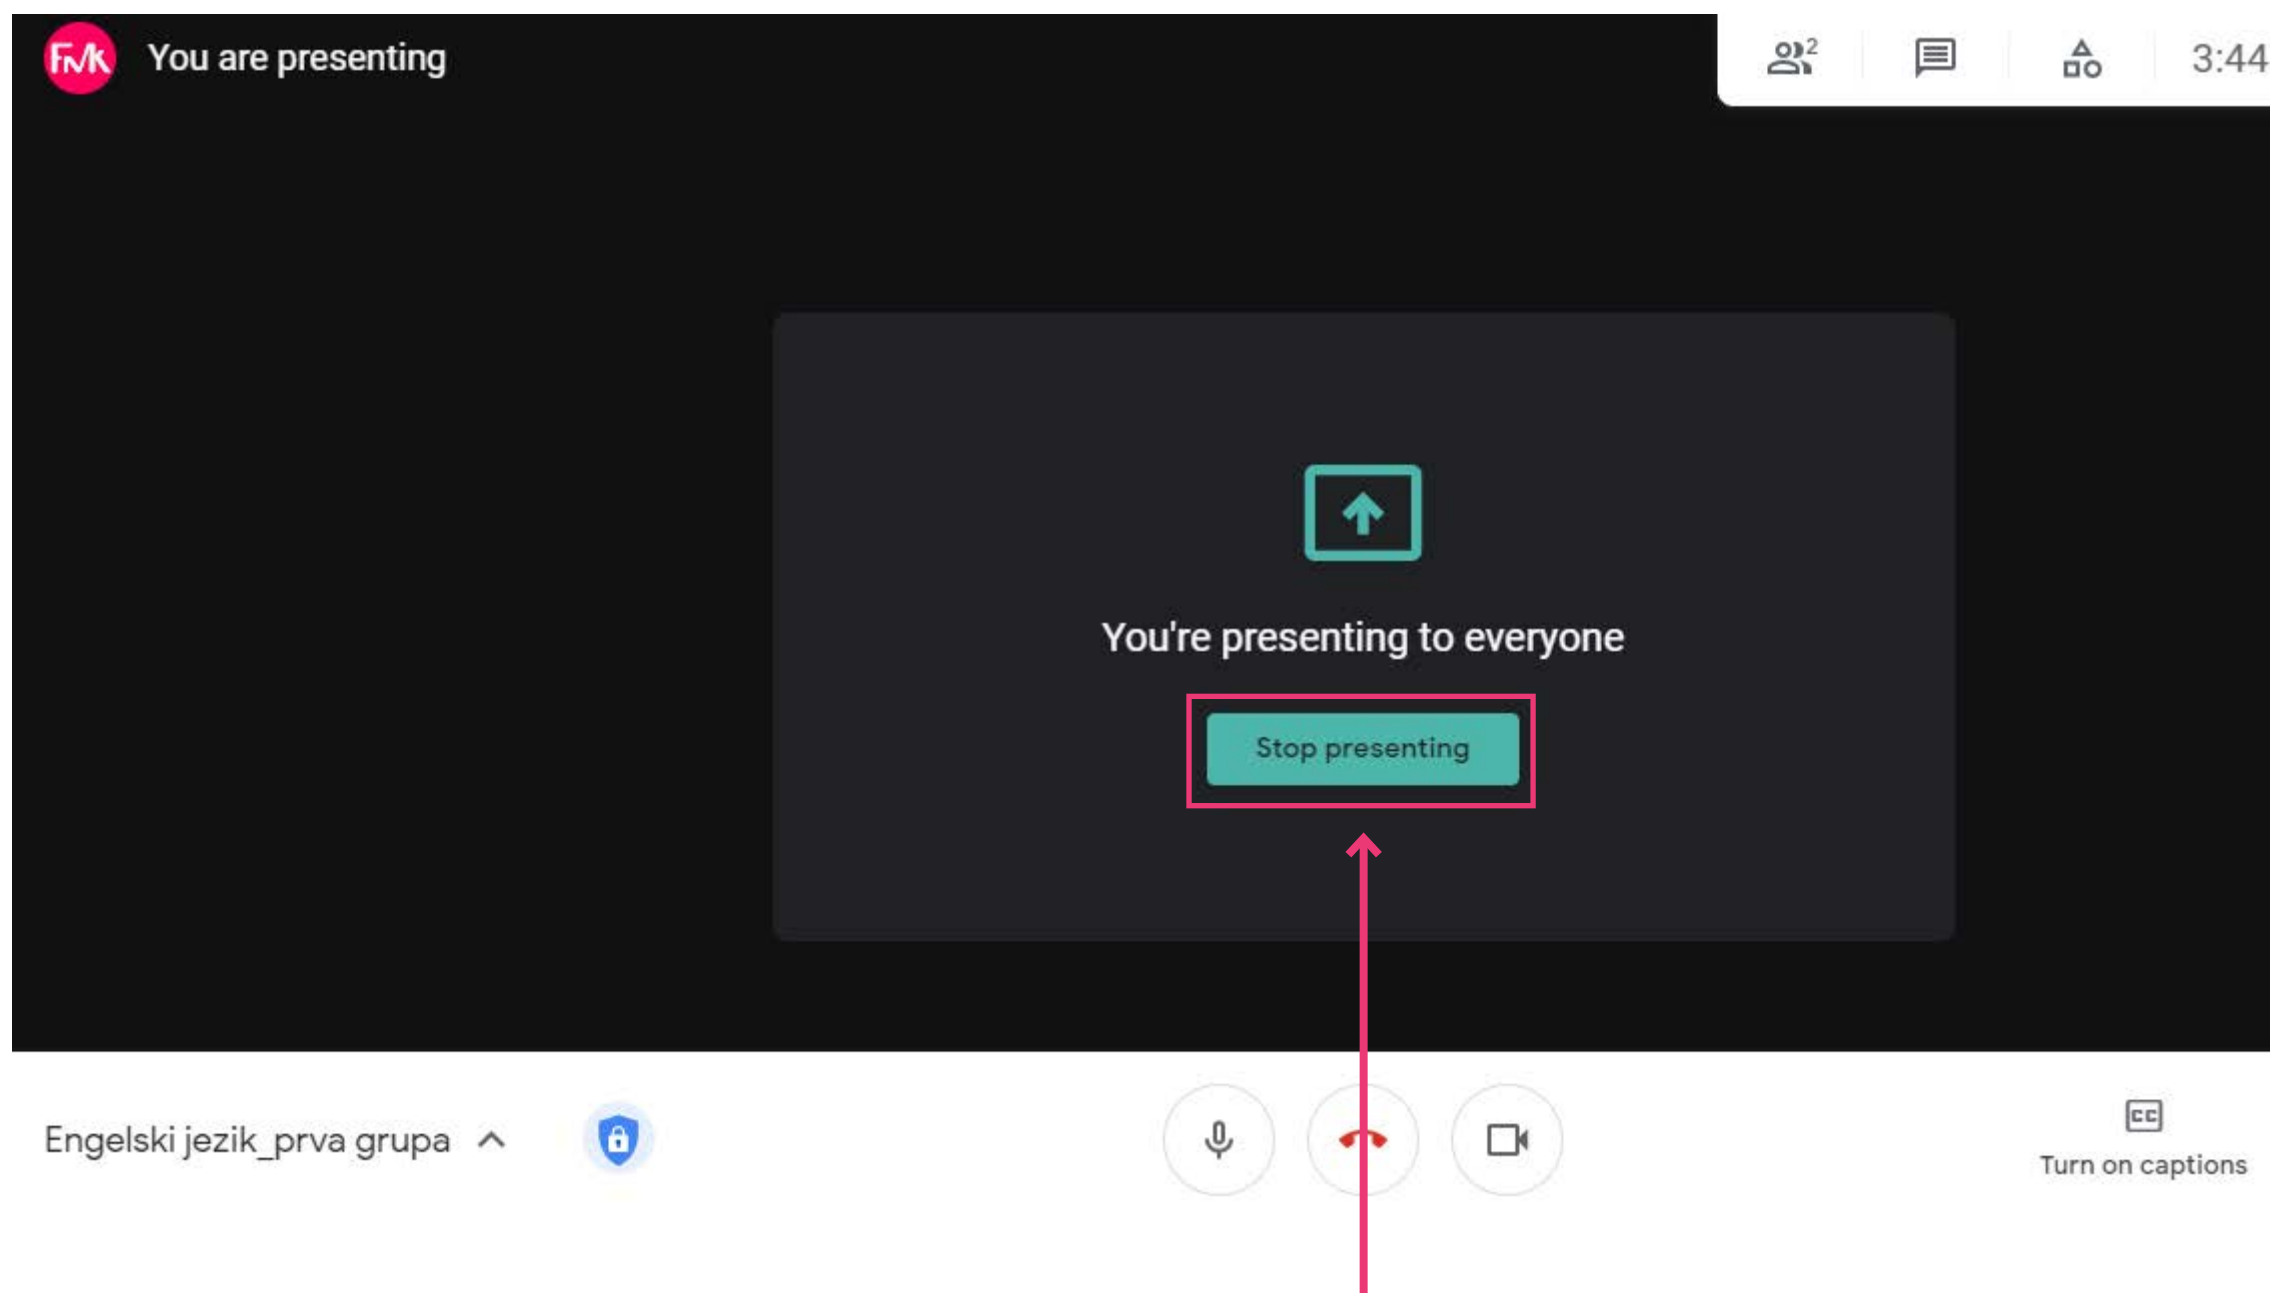 FMK
You are presenting
2
3:44
You're presenting to everyone
Stop presenting
Engelski jezik_prva grupa
CC
Turn on captions